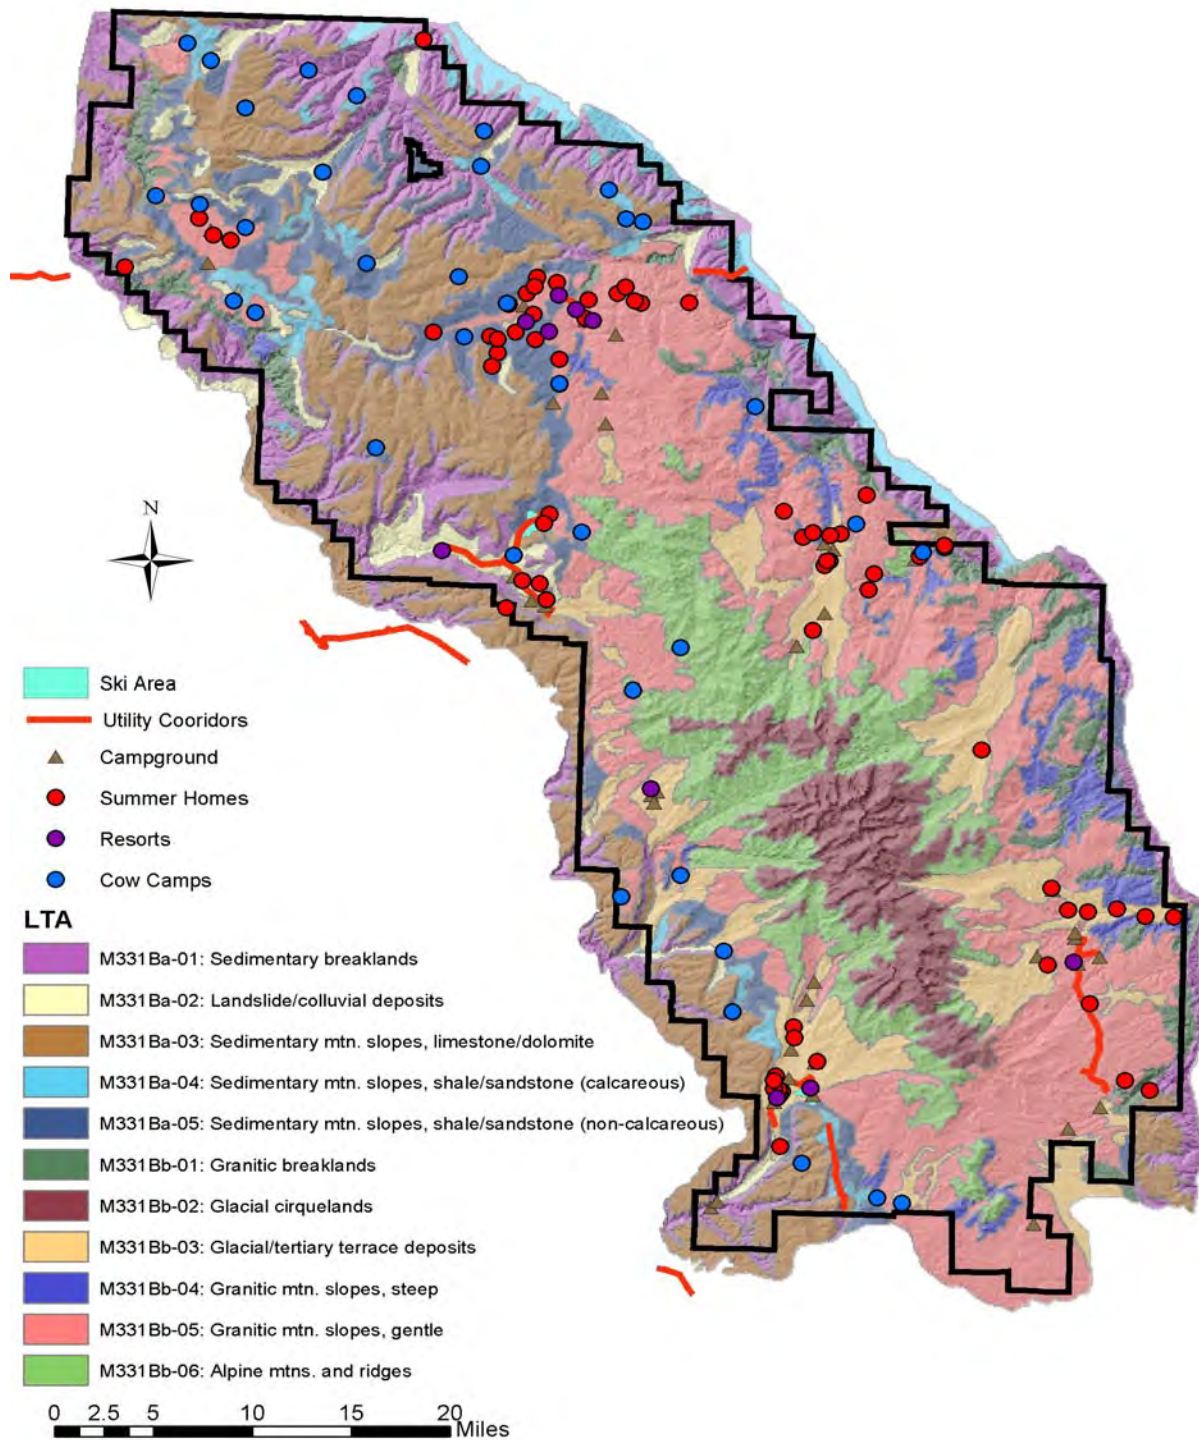 N
Ski Area
Utility Cooridors
Campground
Summer Homes
Resorts
Cow Camps
LTA
M331Ba-01: Sedimentary breaklands
M331Ba-02: Landslide/colluvial deposits
M331Ba-03: Sedimentary mtn. slopes, limestone/dolomite
M331Ba-04: Sedimentary mtn. slopes, shale/sandstone (calcareous)
M331Ba-05: Sedimentary mtn. slopes, shale/sandstone (non-calcareous)
M331Bb-01: Granitic breaklands
M331Bb-02: Glacial cirquelands
M331Bb-03: Glacial/tertiary terrace deposits
M331Bb-04: Granitic mtn. slopes, steep
M331Bb-05: Granitic mtn. slopes, gentle
M331Bb-06: Alpine mtns. and ridges
0 2.5 5 10 15 20
Miles